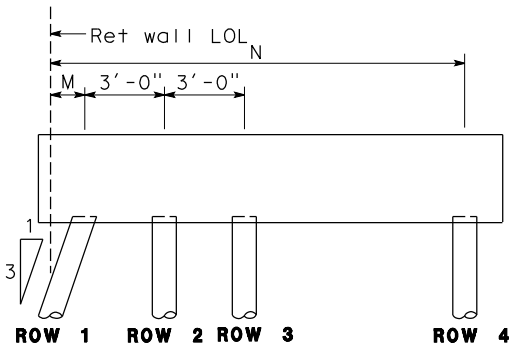 Ret wall LOL
N
M 3'-0" 3'-0"
1
3
ROW 1 ROW 2 ROW 3 ROW 4